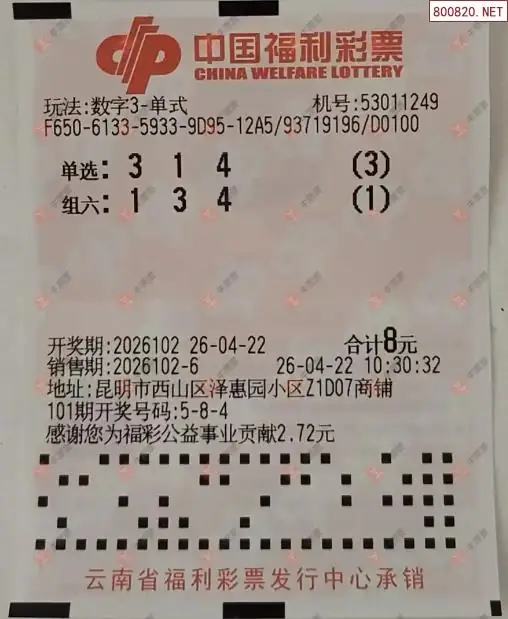 800820.NET
中国福利彩票
CHINA WELFARE LOTTERY
玩法:数字3-单式 机号:53011249
F650-6133-5933-9D95-12A5/93719196/D0100
单选: 3 1 4 (3)
组六: 1 3 4 (1)
开奖期:2026102 26-04-22 合计8元
销售期:2026102-6 26-04-22 10:30:32
地址:昆明市西山区泽惠园小区Z1D07商铺
101期开奖号码:5-8-4
感谢您为福彩公益事业贡献2.72元
云南省福利彩票发行中心承销